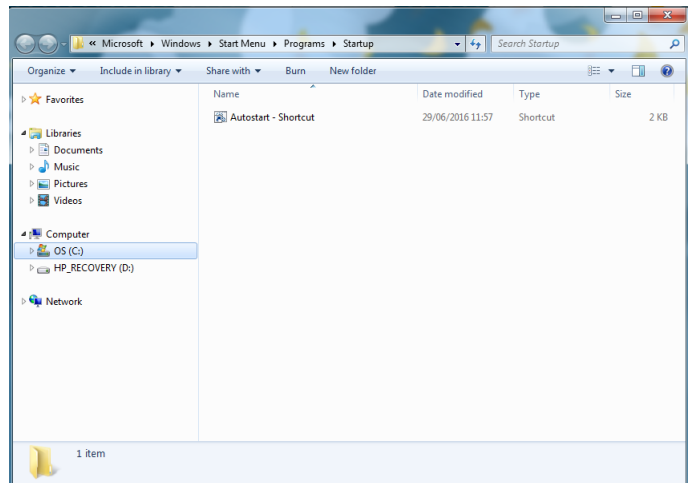 « Microsoft ▸ Windows ▸ Start Menu ▸ Programs ▸ Startup
Search Startup
Organize ▾ Include in library ▾ Share with ▾ Burn New folder
Name Date modified Type Size
Autostart - Shortcut 29/06/2016 11:57 Shortcut 2 KB
Favorites
Libraries
Documents
Music
Pictures
Videos
Computer
OS (C:)
HP_RECOVERY (D:)
Network
1 item